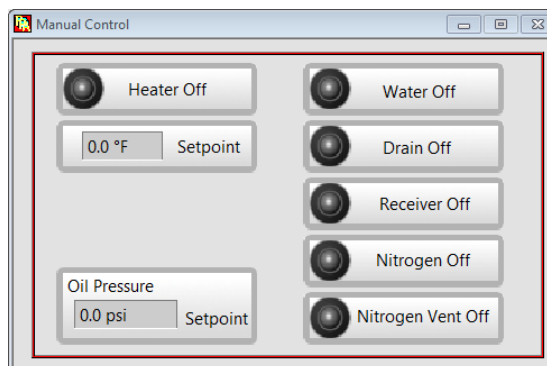 Manual Control
Heater Off
0.0 °F Setpoint
Oil Pressure
0.0 psi Setpoint
Water Off
Drain Off
Receiver Off
Nitrogen Off
Nitrogen Vent Off